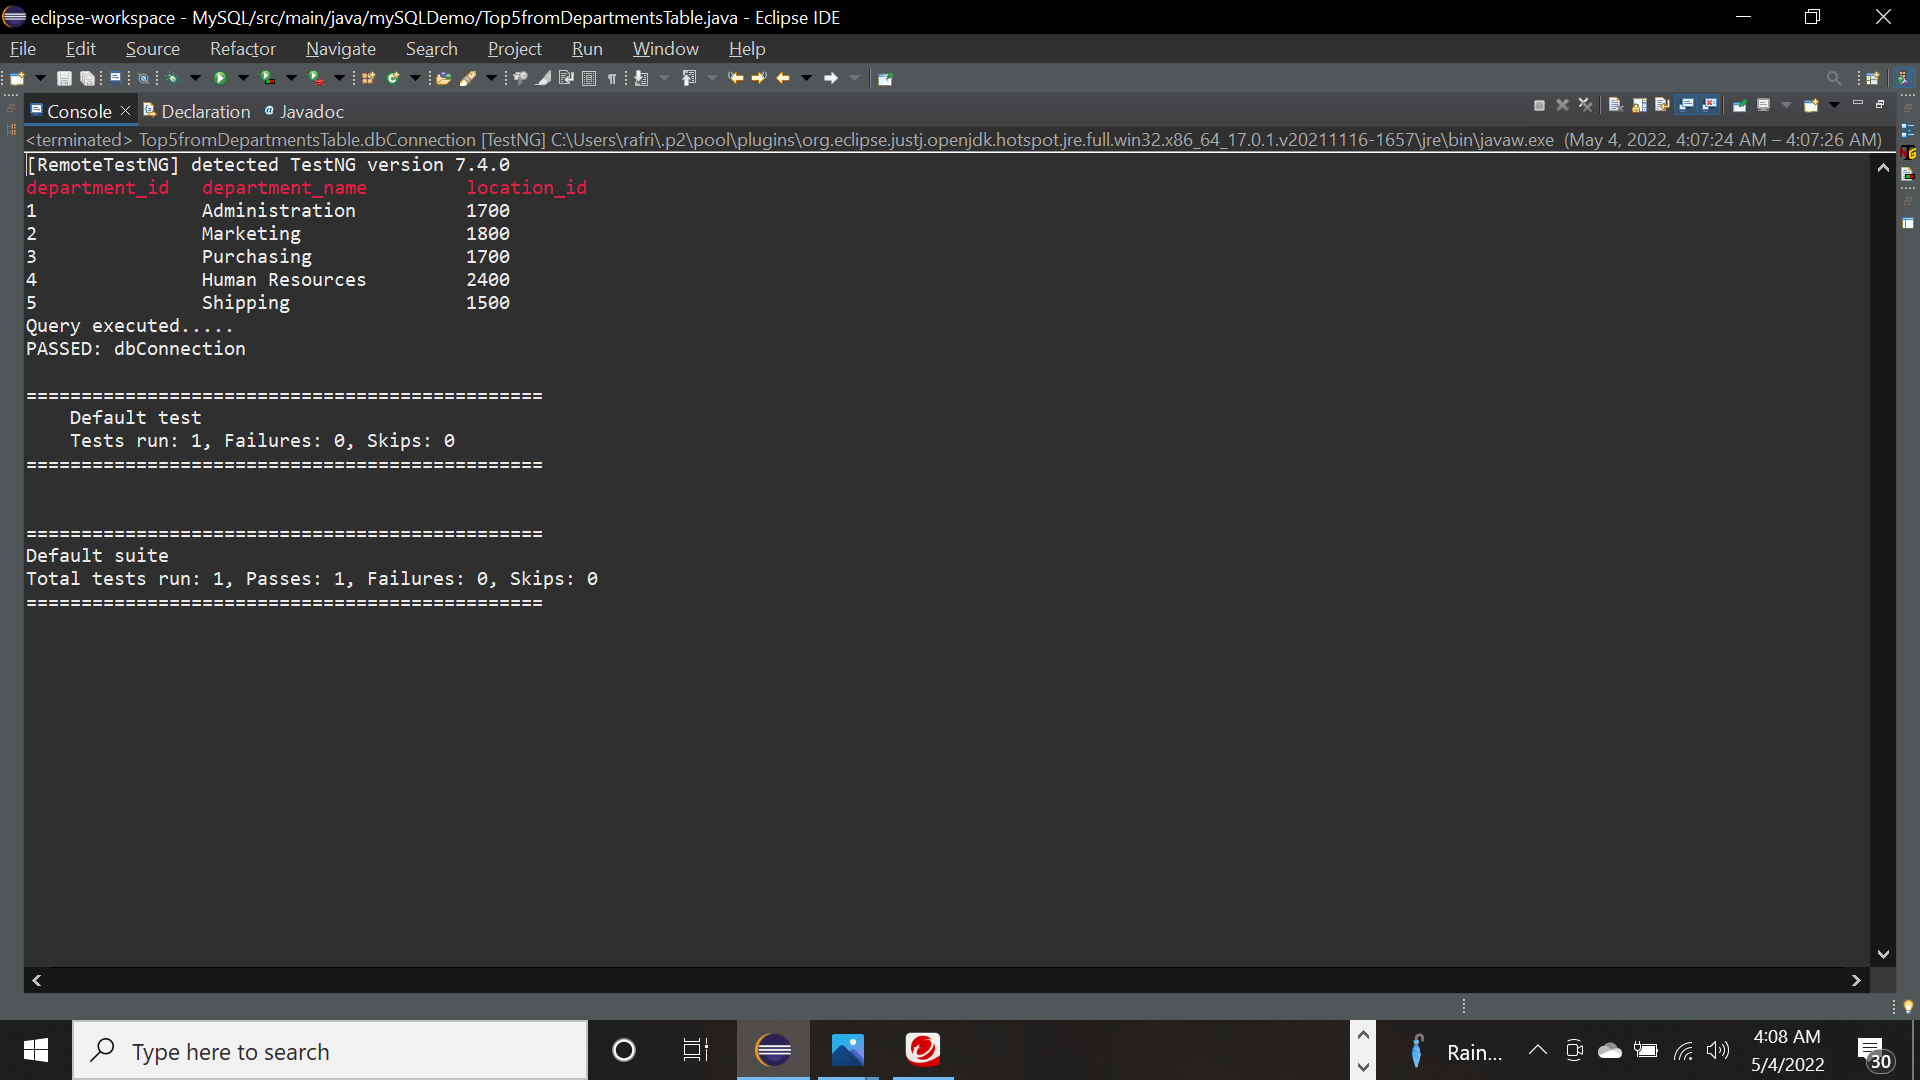 eclipse-workspace - MySQL/src/main/java/mySQLDemo/Top5fromDepartmentsTable.java - Eclipse IDE
File Edit Source Refactor Navigate Search Project Run Window Help
Console Declaration @ Javadoc
<terminated> Top5fromDepartmentsTable.dbConnection [TestNG] C:\Users\rafri\.p2\pool\plugins\org.eclipse.justj.openjdk.hotspot.jre.full.win32.x86_64_17.0.1.v20211116-1657\jre\bin\javaw.exe (May 4, 2022, 4:07:24 AM – 4:07:26 AM)
[RemoteTestNG] detected TestNG version 7.4.0
department_id department_name location_id
1 Administration 1700
2 Marketing 1800
3 Purchasing 1700
4 Human Resources 2400
5 Shipping 1500
Query executed.....
PASSED: dbConnection
===============================================
Default test
Tests run: 1, Failures: 0, Skips: 0
===============================================
===============================================
Default suite
Total tests run: 1, Passes: 1, Failures: 0, Skips: 0
===============================================
Type here to search
Rain...
4:08 AM
5/4/2022
30